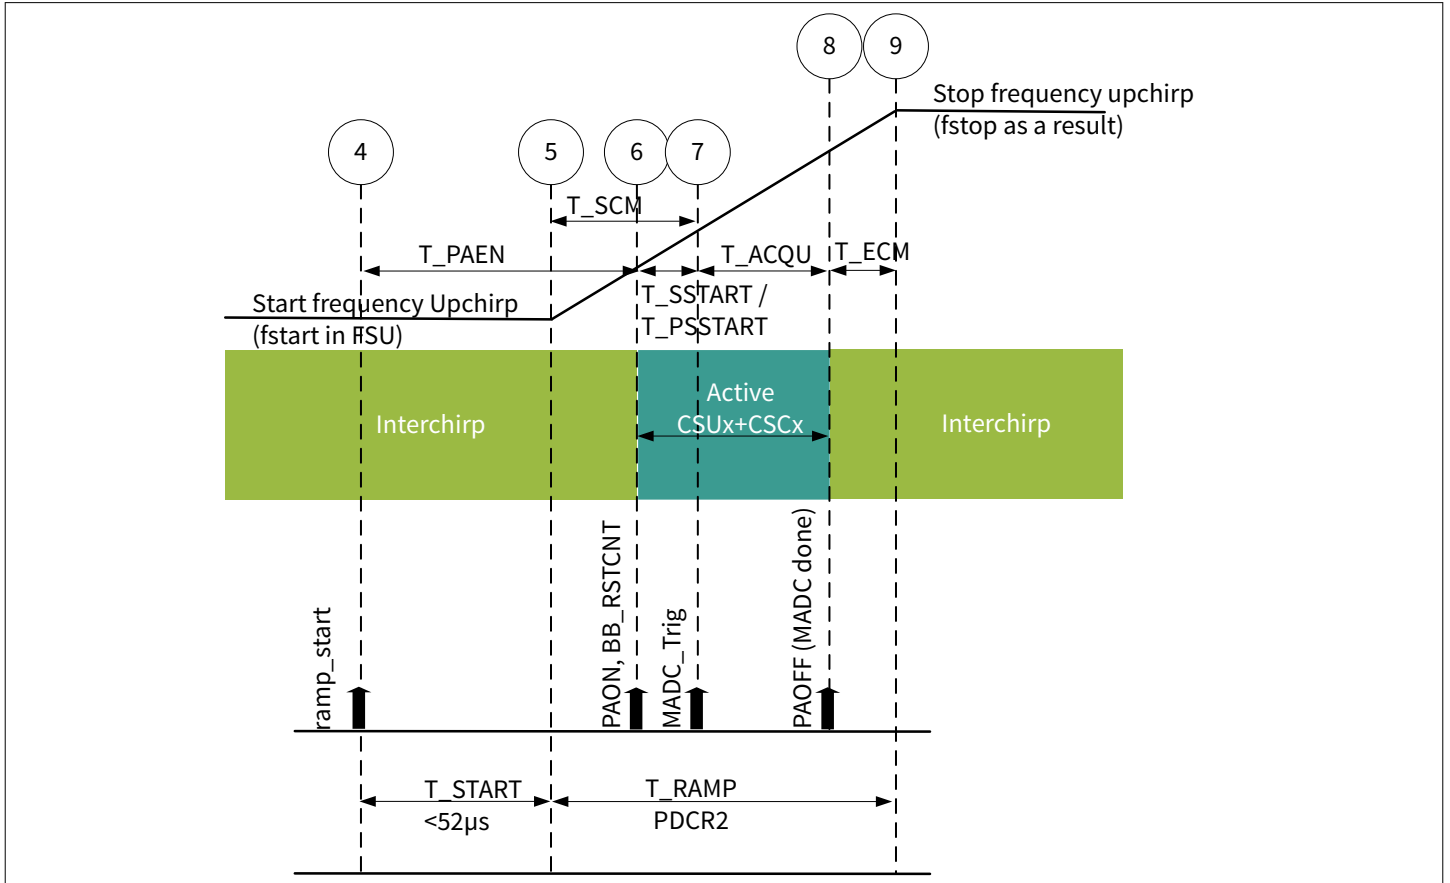 8
9
Stop frequency upchirp
(fstop as a result)
4
5
6
7
T_SCM
T_PAEN
T_ACQU
T_ECM
Start frequency Upchirp
(fstart in FSU)
T_SSTART /
T_PSSTART
Interchirp
Active
CSUx+CSCx
Interchirp
ramp_start
PAON, BB_RSTCNT
MADC_Trig
PAOFF (MADC done)
T_START
<52µs
T_RAMP
PDCR2